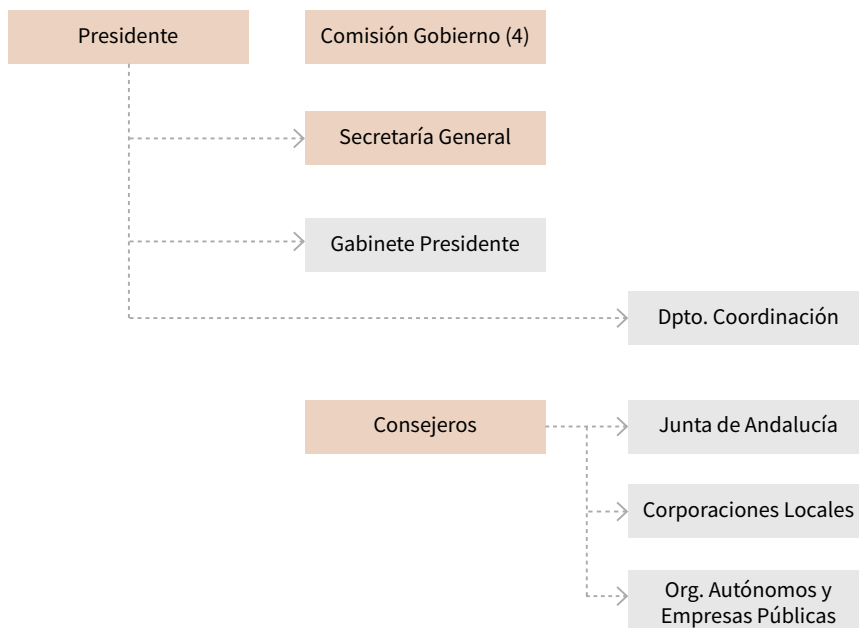 Presidente
Comisión Gobierno (4)
Secretaría General
Gabinete Presidente
Dpto. Coordinación
Consejeros
Junta de Andalucía
Corporaciones Locales
Org. Autónomos y
Empresas Públicas